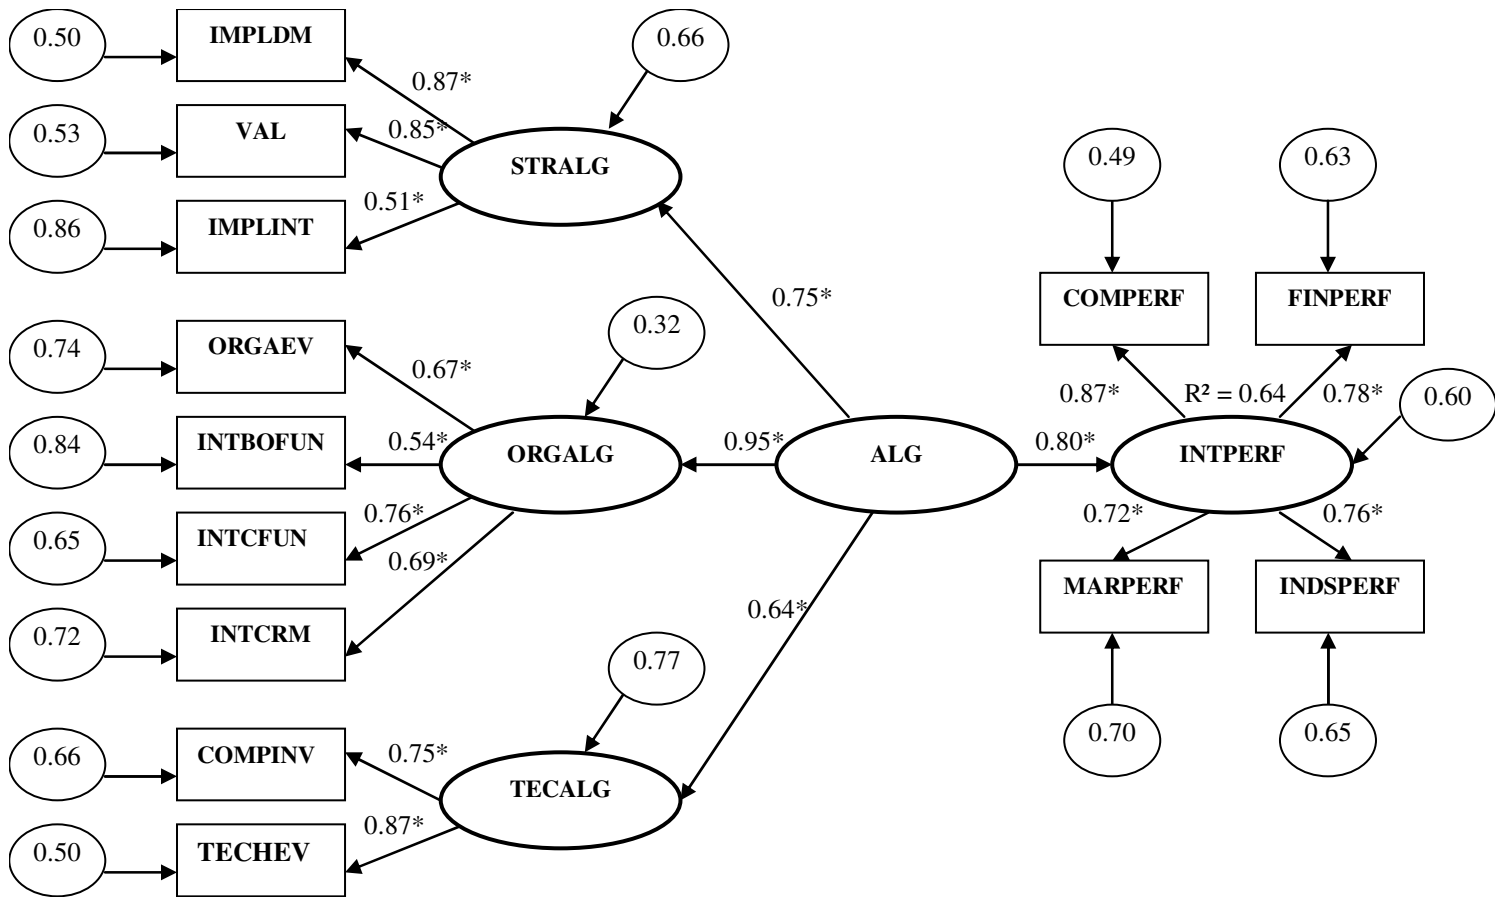 0.50
IMPLDM
0.87*
0.66
0.53
VAL
0.85*
STRALG
0.86
IMPLINT
0.51*
0.75*
0.49
0.63
COMPERF
FINPERF
0.74
ORGAEV
0.67*
0.32
0.87*
R² = 0.64
0.78*
0.60
0.84
INTBOFUN
0.54*
ORGALG
0.95*
ALG
0.80*
INTPERF
0.65
INTCFUN
0.76*
0.69*
0.72*
0.76*
MARPERF
INDSPERF
0.72
INTCRM
0.64*
0.77
0.70
0.65
0.66
COMPINV
0.75*
TECALG
0.50
TECHEV
0.87*